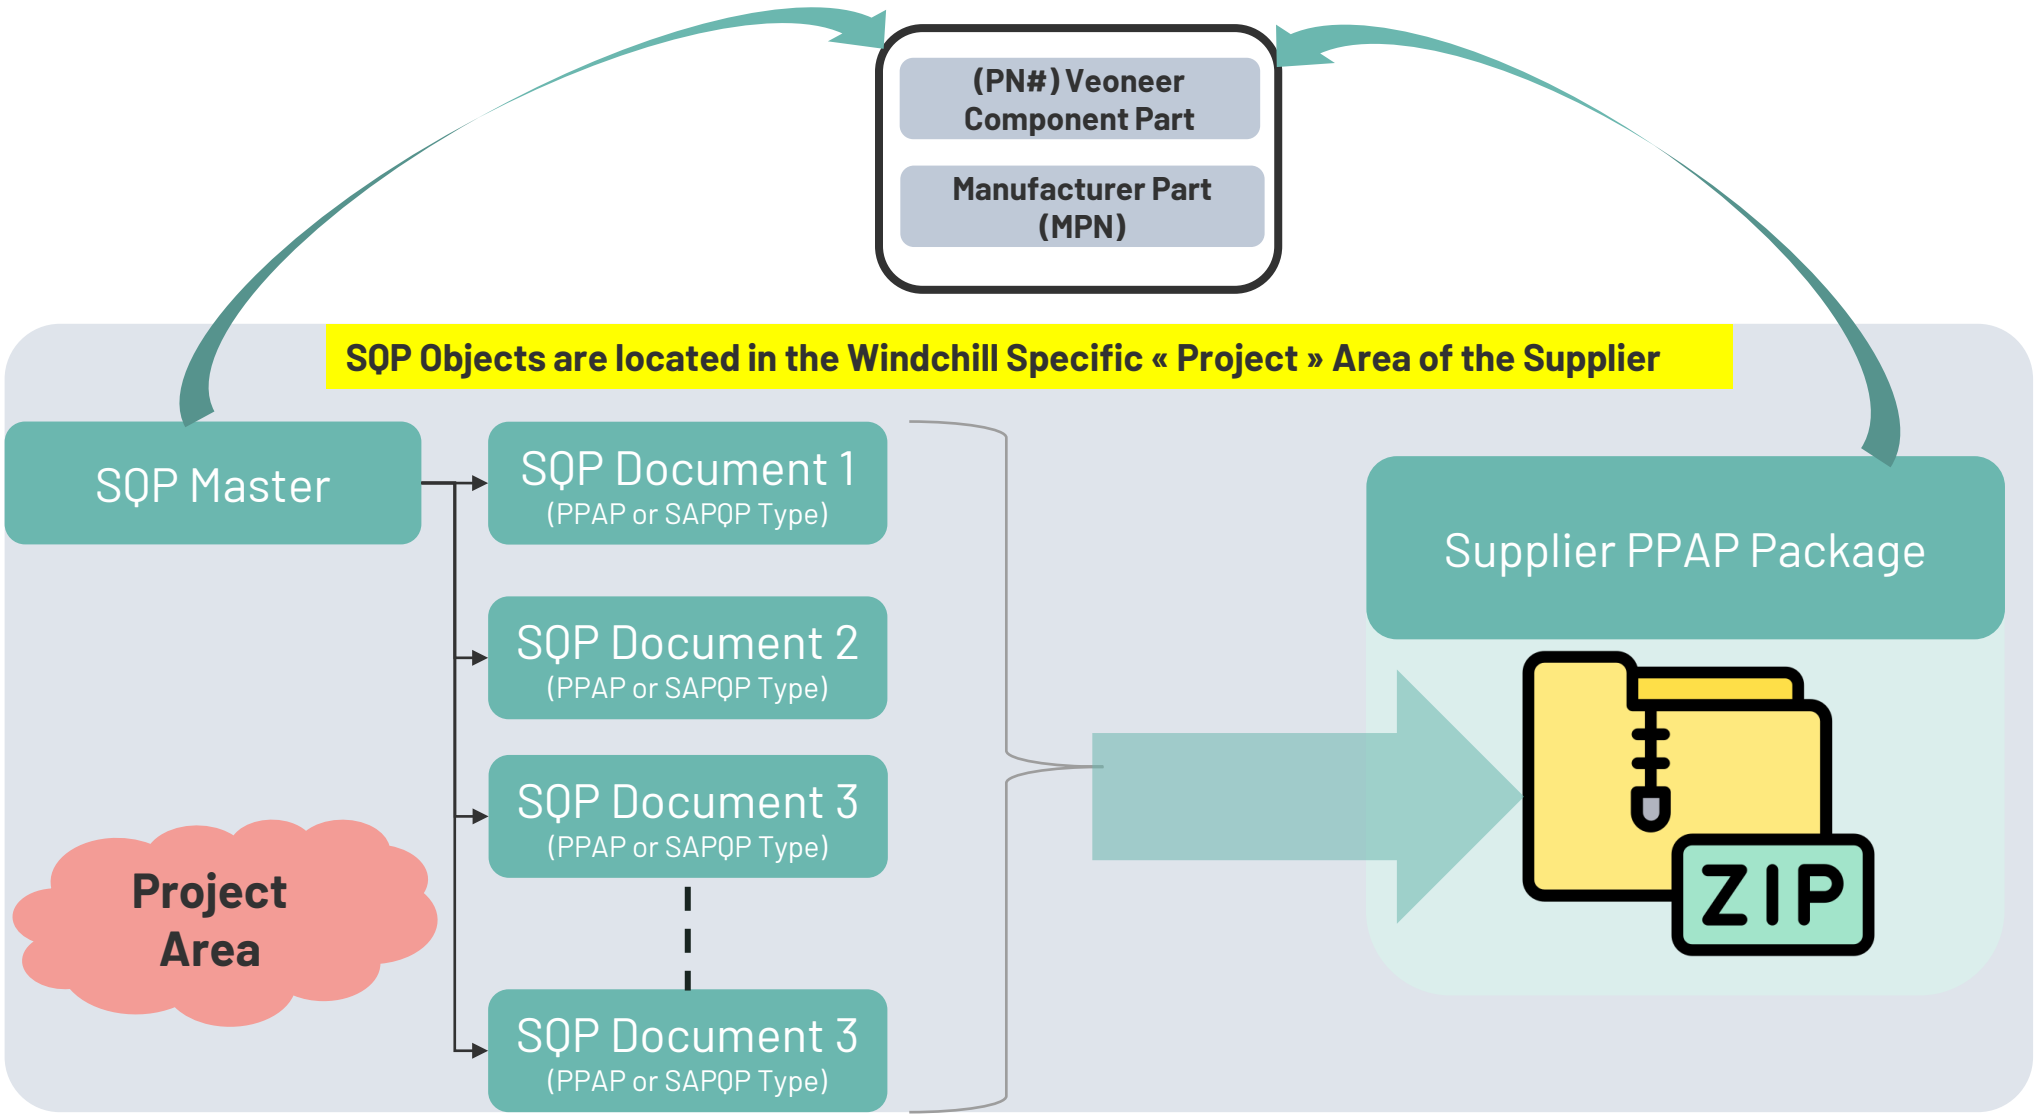 (PN#) Veoneer
Component Part
Manufacturer Part
(MPN)
SQP Objects are located in the Windchill Specific « Project » Area of the Supplier
SQP Master
SQP Document 1
(PPAP or SAPQP Type)
SQP Document 2
(PPAP or SAPQP Type)
SQP Document 3
(PPAP or SAPQP Type)
SQP Document 3
(PPAP or SAPQP Type)
Project
Area
Supplier PPAP Package
ZIP